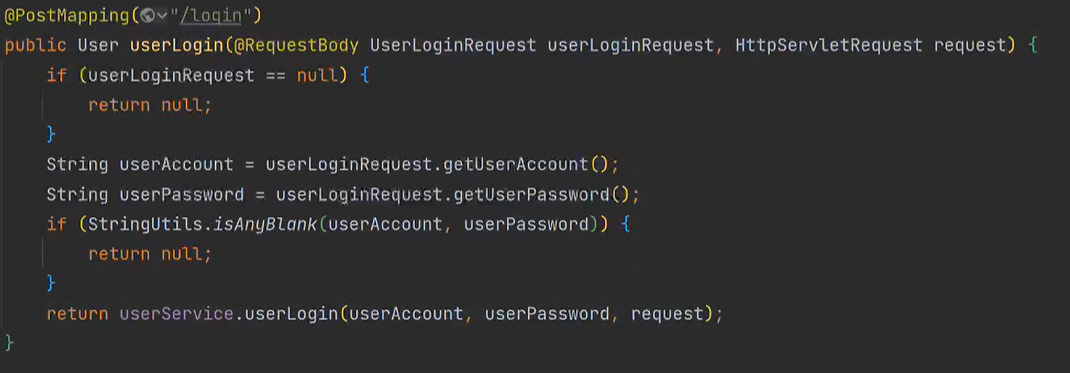 @PostMapping("/login")
public User userLogin(@RequestBody UserLoginRequest userLoginRequest, HttpServletRequest request) {
    if (userLoginRequest == null) {
        return null;
    }
    String userAccount = userLoginRequest.getUserAccount();
    String userPassword = userLoginRequest.getUserPassword();
    if (StringUtils.isAnyBlank(userAccount, userPassword)) {
        return null;
    }
    return userService.userLogin(userAccount, userPassword, request);
}